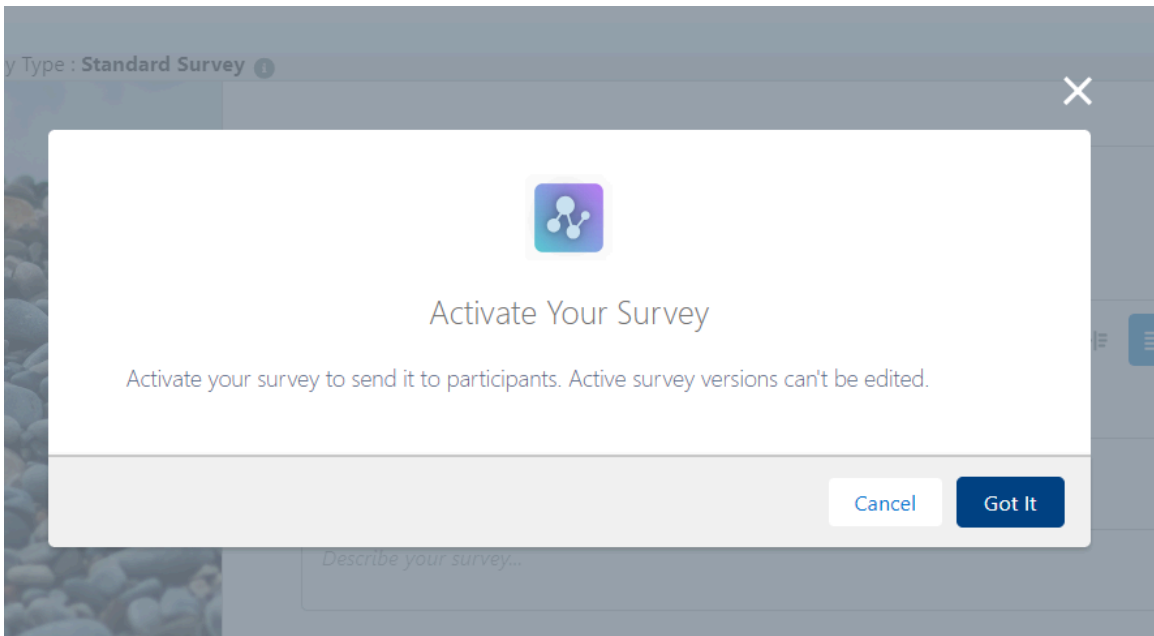 y Type : Standard Survey
Activate Your Survey
Activate your survey to send it to participants. Active survey versions can't be edited.
Cancel
Got It
Describe your survey...